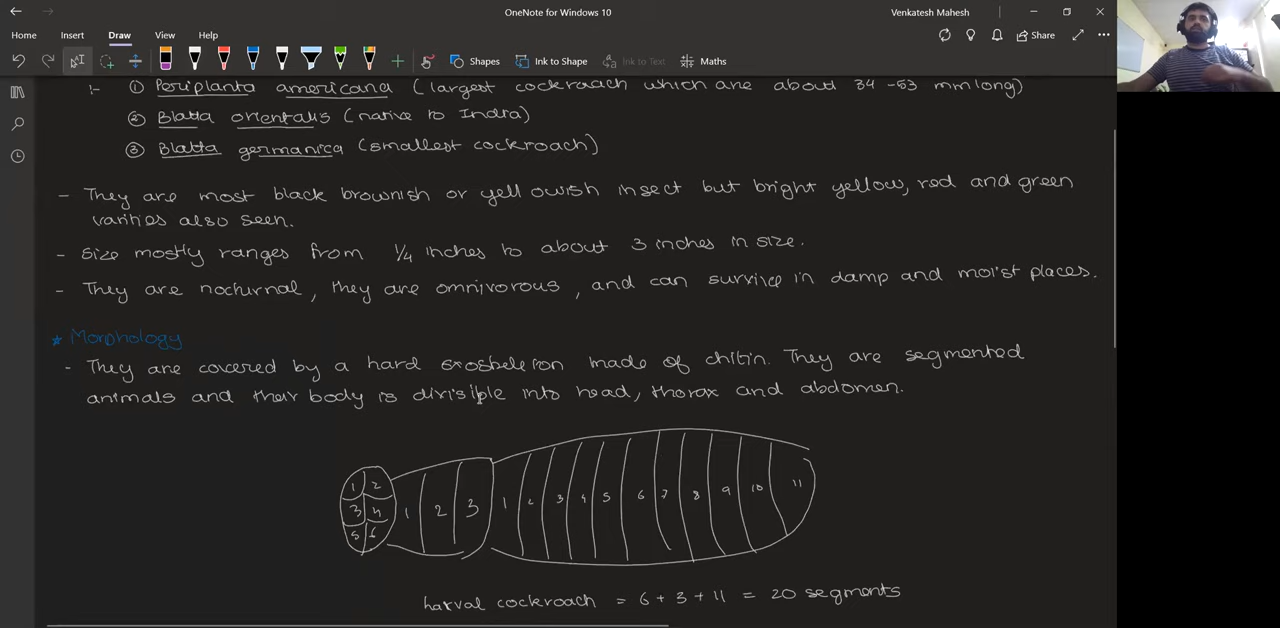 OneNote for Windows 10
Venkatesh Mahesh
Home Insert Draw View Help
Share
Shapes Ink to Shape Ink to Text Maths
:- ① Periplanta americana (largest cockroach which are about 34 -53 mm long)
② Blatta orientalis (native to India)
③ Blatta germanica (smallest cockroach)
- They are most black brownish or yellowish insect but bright yellow, red and green
varities also seen.
- Size mostly ranges from 1/4 inches to about 3 inches in size.
- They are nocturnal, they are omnivorous, and can survive in damp and moist places.
* Morphology
- They are covered by a hard exoskeleton made of chitin. They are segmented
animals and their body is divisible into head, thorax and abdomen.
1 2
3 4
5 6
1 2 3
1 2 3 4 5 6 7 8 9 10 11
Larval cockroach = 6 + 3 + 11 = 20 segments